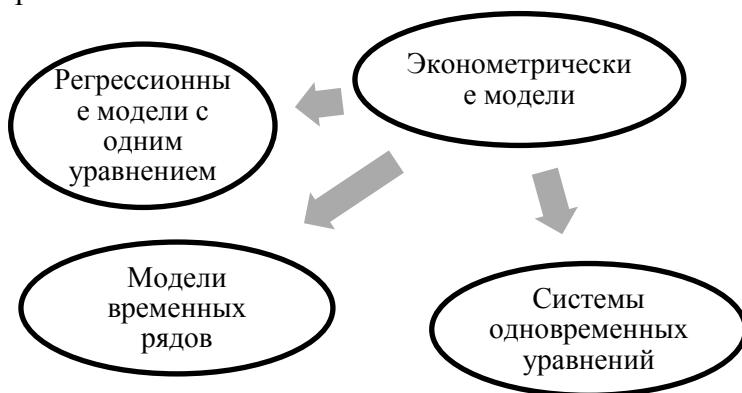 Эконометрически
е модели
Регрессионны
е модели с
одним
уравнением
Модели
временных
рядов
Системы
одновременных
уравнений